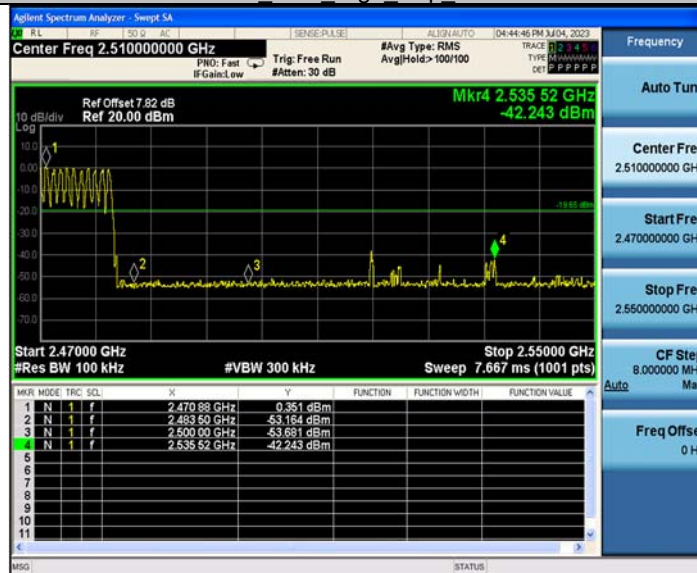 Agilent Spectrum Analyzer - Swept SA
RL RF 50 Ω AC SENSE:PULSE ALIGN AUTO 04:44:46 PM Jul 04, 2023
Center Freq 2.510000000 GHz
PNO: Fast
IFGain:Low
Trig: Free Run
#Atten: 30 dB
#Avg Type: RMS
Avg|Hold:>100/100
TRACE 1 2 3 4 5 6
TYPE M
DET P P P P P P
Frequency
Auto Tun
Mkr4 2.535 52 GHz
-42.243 dBm
Ref Offset 7.82 dB
10 dB/div Ref 20.00 dBm
Log
10.0
0.00
-10.0
-20.0
-30.0
-40.0
-50.0
-60.0
-70.0
1
2
3
4
-19.65 dBm
Center Fre
2.510000000 GH
Start Fre
2.470000000 GH
Stop Fre
2.550000000 GH
CF Ste
8.000000 MH
Auto Ma
Freq Offse
0 H
Start 2.47000 GHz Stop 2.55000 GHz
#Res BW 100 kHz #VBW 300 kHz Sweep 7.667 ms (1001 pts)
MKR MODE TRC SCL X Y FUNCTION FUNCTION WIDTH FUNCTION VALUE
1 N 1 f 2.470 88 GHz 0.351 dBm
2 N 1 f 2.483 50 GHz -53.164 dBm
3 N 1 f 2.500 00 GHz -53.681 dBm
4 N 1 f 2.535 52 GHz -42.243 dBm
5
6
7
8
9
10
11
MSG STATUS